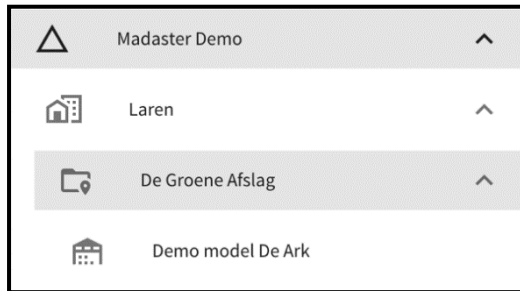 Madaster Demo
Laren
De Groene Afslag
Demo model De Ark